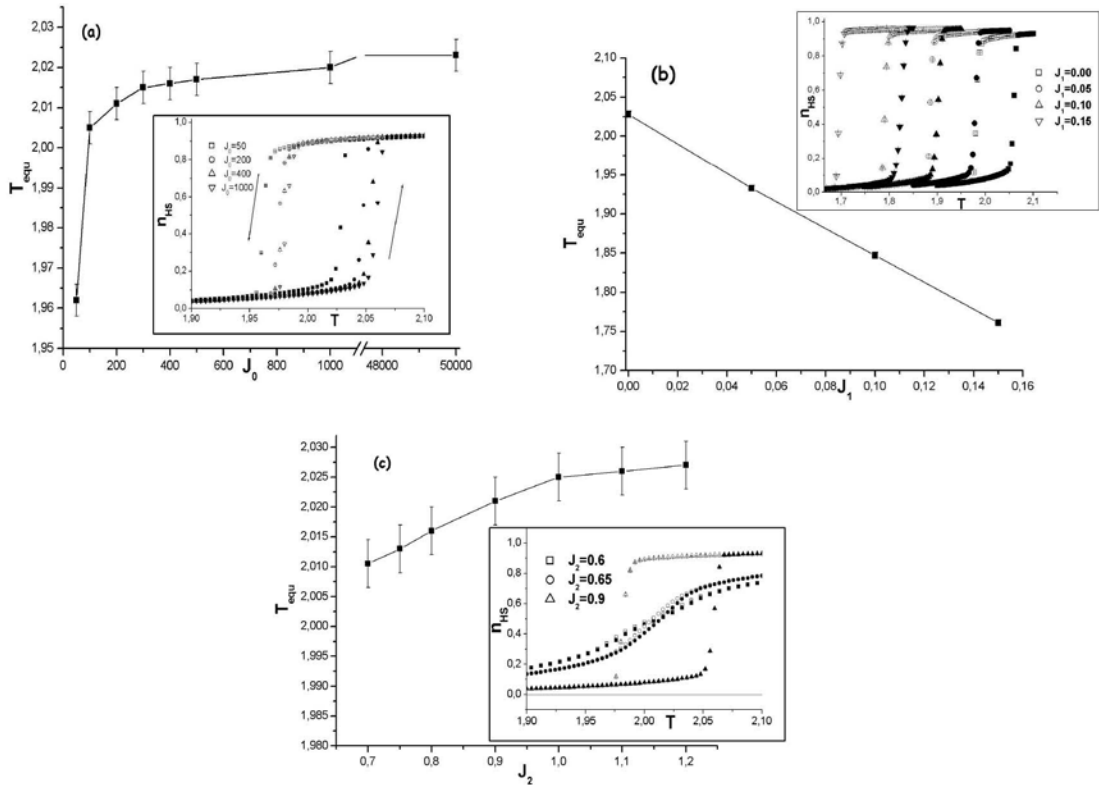 (a)
2,03
2,02
2,01
2,00
1,99
1,98
1,97
1,96
1,95
T_equ
0 200 400 600 800 1000 48000 50000
J_0
1,0
0,8
0,6
0,4
0,2
0,0
n_HS
J_0=50
J_0=200
J_0=400
J_0=1000
1,90 1,95 2,00 2,05 2,10
T
(b)
2,10
2,05
2,00
1,95
1,90
1,85
1,80
1,75
1,70
T_equ
0,00 0,02 0,04 0,06 0,08 0,10 0,12 0,14 0,16
J_1
1,0
0,8
0,6
0,4
0,2
0,0
n_HS
J_1=0.00
J_1=0.05
J_1=0.10
J_1=0.15
1,7 1,8 1,9 2,0 2,1
T
(c)
2,030
2,025
2,020
2,015
2,010
2,005
2,000
1,995
1,990
1,985
1,980
T_equ
0,7 0,8 0,9 1,0 1,1 1,2
J_2
1,0
0,8
0,6
0,4
0,2
0,0
n_HS
J_2=0.6
J_2=0.65
J_2=0.9
1,90 1,95 2,00 2,05 2,10
T